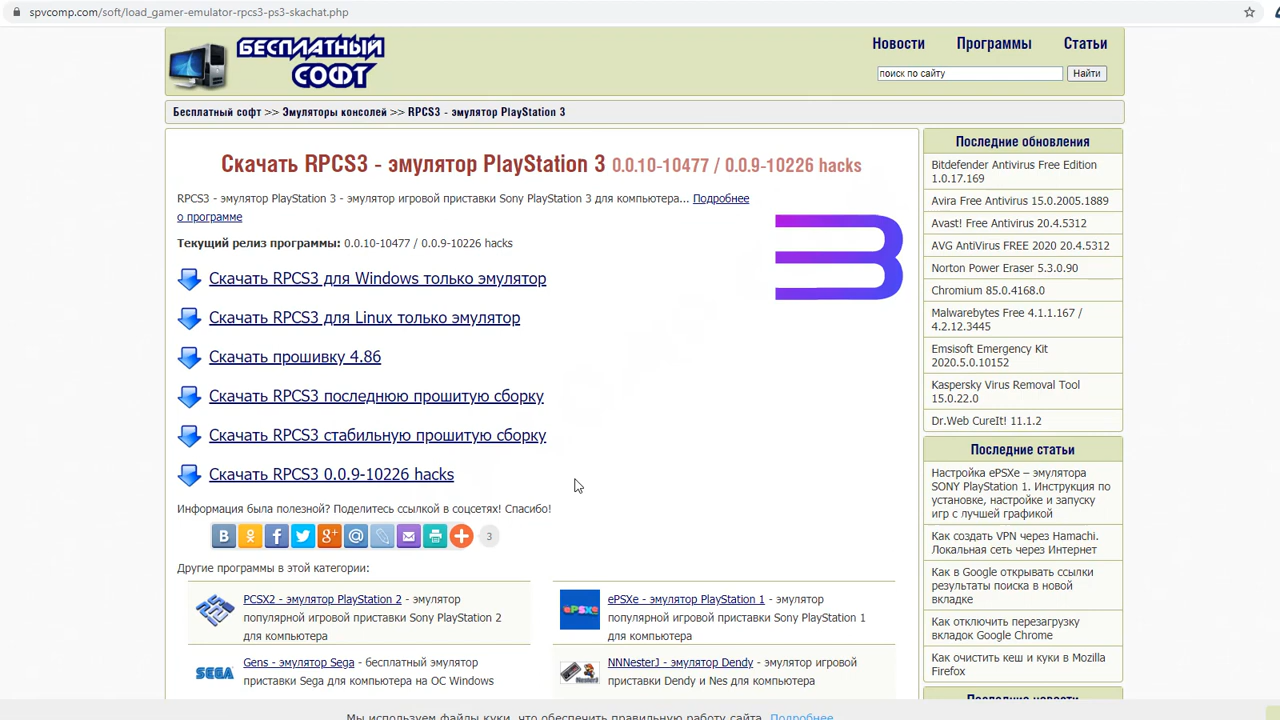 spvcomp.com/soft/load_gamer-emulator-rpcs3-ps3-skachat.php
БЕСПЛАТНЫЙ
СОФТ
Новости Программы Статьи
поиск по сайту Найти
Бесплатный софт >> Эмуляторы консолей >> RPCS3 - эмулятор PlayStation 3
Скачать RPCS3 - эмулятор PlayStation 3 0.0.10-10477 / 0.0.9-10226 hacks
RPCS3 - эмулятор PlayStation 3 - эмулятор игровой приставки Sony PlayStation 3 для компьютера... Подробнее
о программе
Текущий релиз программы: 0.0.10-10477 / 0.0.9-10226 hacks
Скачать RPCS3 для Windows только эмулятор
Скачать RPCS3 для Linux только эмулятор
Скачать прошивку 4.86
Скачать RPCS3 последнюю прошитую сборку
Скачать RPCS3 стабильную прошитую сборку
Скачать RPCS3 0.0.9-10226 hacks
Информация была полезной? Поделитесь ссылкой в соцсетях! Спасибо!
3
Другие программы в этой категории:
PCSX2 - эмулятор PlayStation 2 - эмулятор
популярной игровой приставки Sony PlayStation 2
для компьютера
ePSXe - эмулятор PlayStation 1 - эмулятор
популярной игровой приставки Sony PlayStation 1
для компьютера
SEGA
Gens - эмулятор Sega - бесплатный эмулятор
приставки Sega для компьютера на ОС Windows
NNNesterJ - эмулятор Dendy - эмулятор игровой
приставки Dendy и Nes для компьютера
Последние обновления
Bitdefender Antivirus Free Edition
1.0.17.169
Avira Free Antivirus 15.0.2005.1889
Avast! Free Antivirus 20.4.5312
AVG AntiVirus FREE 2020 20.4.5312
Norton Power Eraser 5.3.0.90
Chromium 85.0.4168.0
Malwarebytes Free 4.1.1.167 /
4.2.12.3445
Emsisoft Emergency Kit
2020.5.0.10152
Kaspersky Virus Removal Tool
15.0.22.0
Dr.Web CureIt! 11.1.2
Последние статьи
Настройка ePSXe – эмулятора
SONY PlayStation 1. Инструкция по
установке, настройке и запуску
игр с лучшей графикой
Как создать VPN через Hamachi.
Локальная сеть через Интернет
Как в Google открывать ссылки
результаты поиска в новой
вкладке
Как отключить перезагрузку
вкладок Google Chrome
Как очистить кеш и куки в Mozilla
Firefox
Последние новости
Мы используем файлы куки, что обеспечить правильную работу сайта. Подробнее